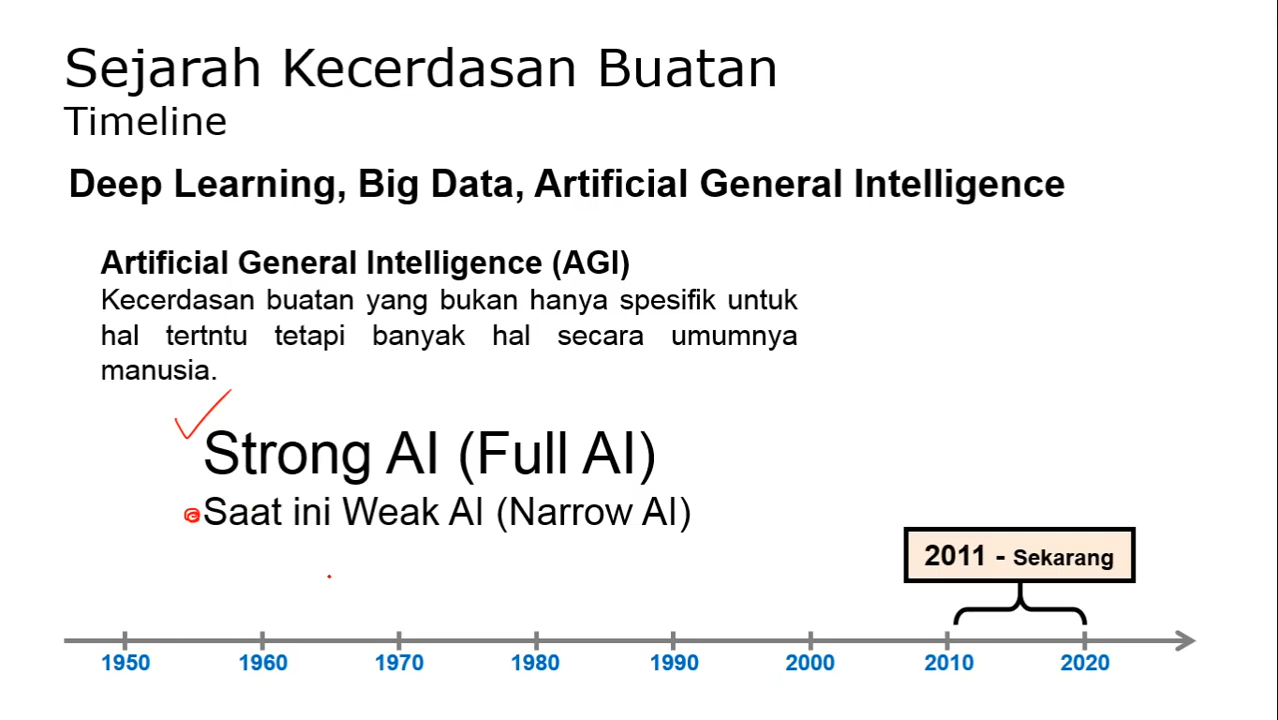 Sejarah Kecerdasan Buatan
Timeline
Deep Learning, Big Data, Artificial General Intelligence
Artificial General Intelligence (AGI)
Kecerdasan buatan yang bukan hanya spesifik untuk
hal tertntu tetapi banyak hal secara umumnya
manusia.
Strong AI (Full AI)
Saat ini Weak AI (Narrow AI)
2011 - Sekarang
1950 1960 1970 1980 1990 2000 2010 2020